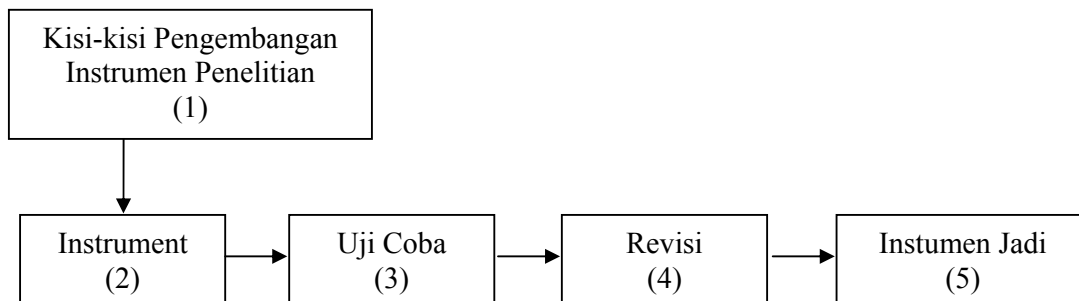 Kisi-kisi Pengembangan
Instrumen Penelitian
(1)
Instrument
(2)
Uji Coba
(3)
Revisi
(4)
Instumen Jadi
(5)